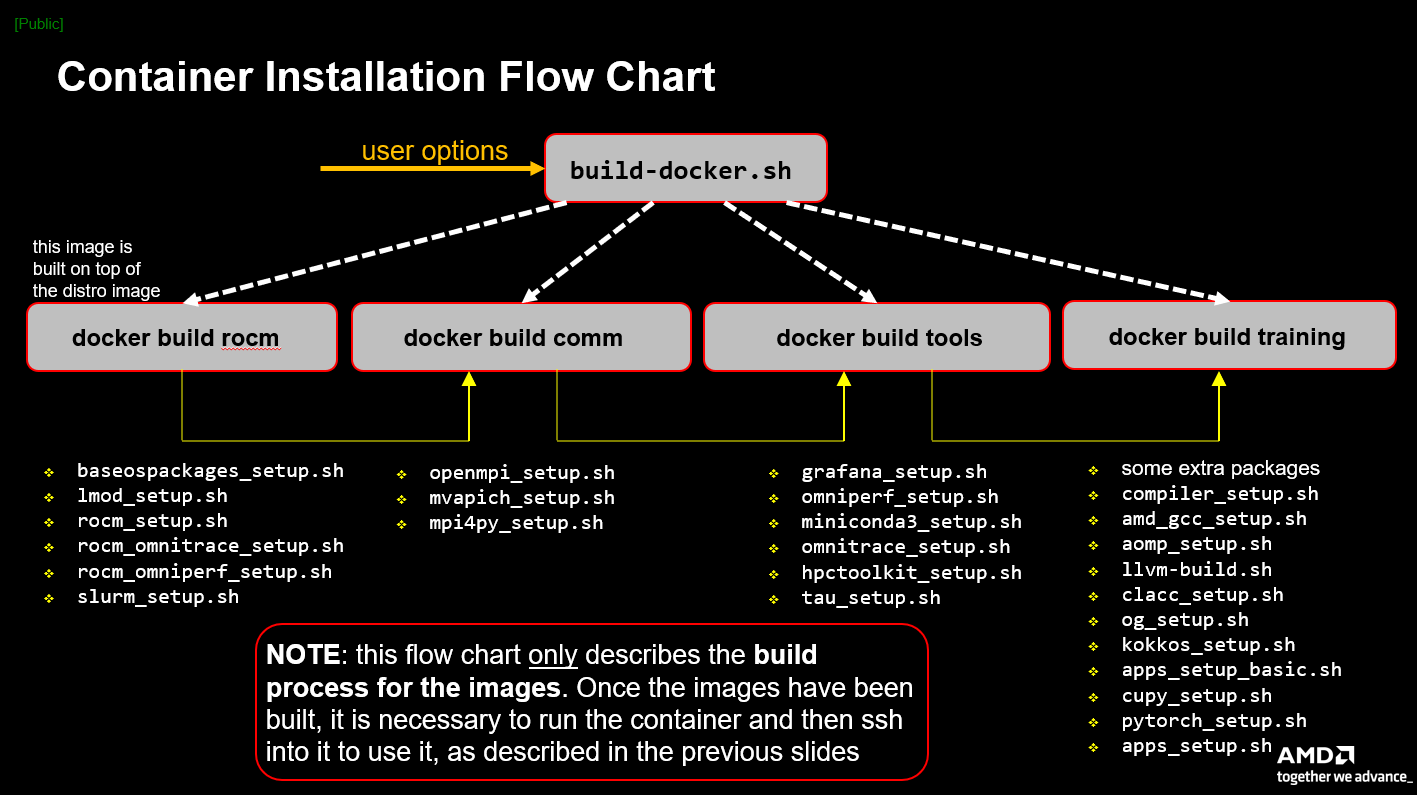 [Public]
Container Installation Flow Chart
user options
build-docker.sh
this image is
built on top of
the distro image
docker build rocm
docker build comm
docker build tools
docker build training
baseospackages_setup.sh
lmod_setup.sh
rocm_setup.sh
rocm_omnitrace_setup.sh
rocm_omniperf_setup.sh
slurm_setup.sh
openmpi_setup.sh
mvapich_setup.sh
mpi4py_setup.sh
grafana_setup.sh
omniperf_setup.sh
miniconda3_setup.sh
omnitrace_setup.sh
hpctoolkit_setup.sh
tau_setup.sh
some extra packages
compiler_setup.sh
amd_gcc_setup.sh
aomp_setup.sh
llvm-build.sh
clacc_setup.sh
og_setup.sh
kokkos_setup.sh
apps_setup_basic.sh
cupy_setup.sh
pytorch_setup.sh
apps_setup.sh
NOTE: this flow chart only describes the build
process for the images. Once the images have been
built, it is necessary to run the container and then ssh
into it to use it, as described in the previous slides
AMD
together we advance_